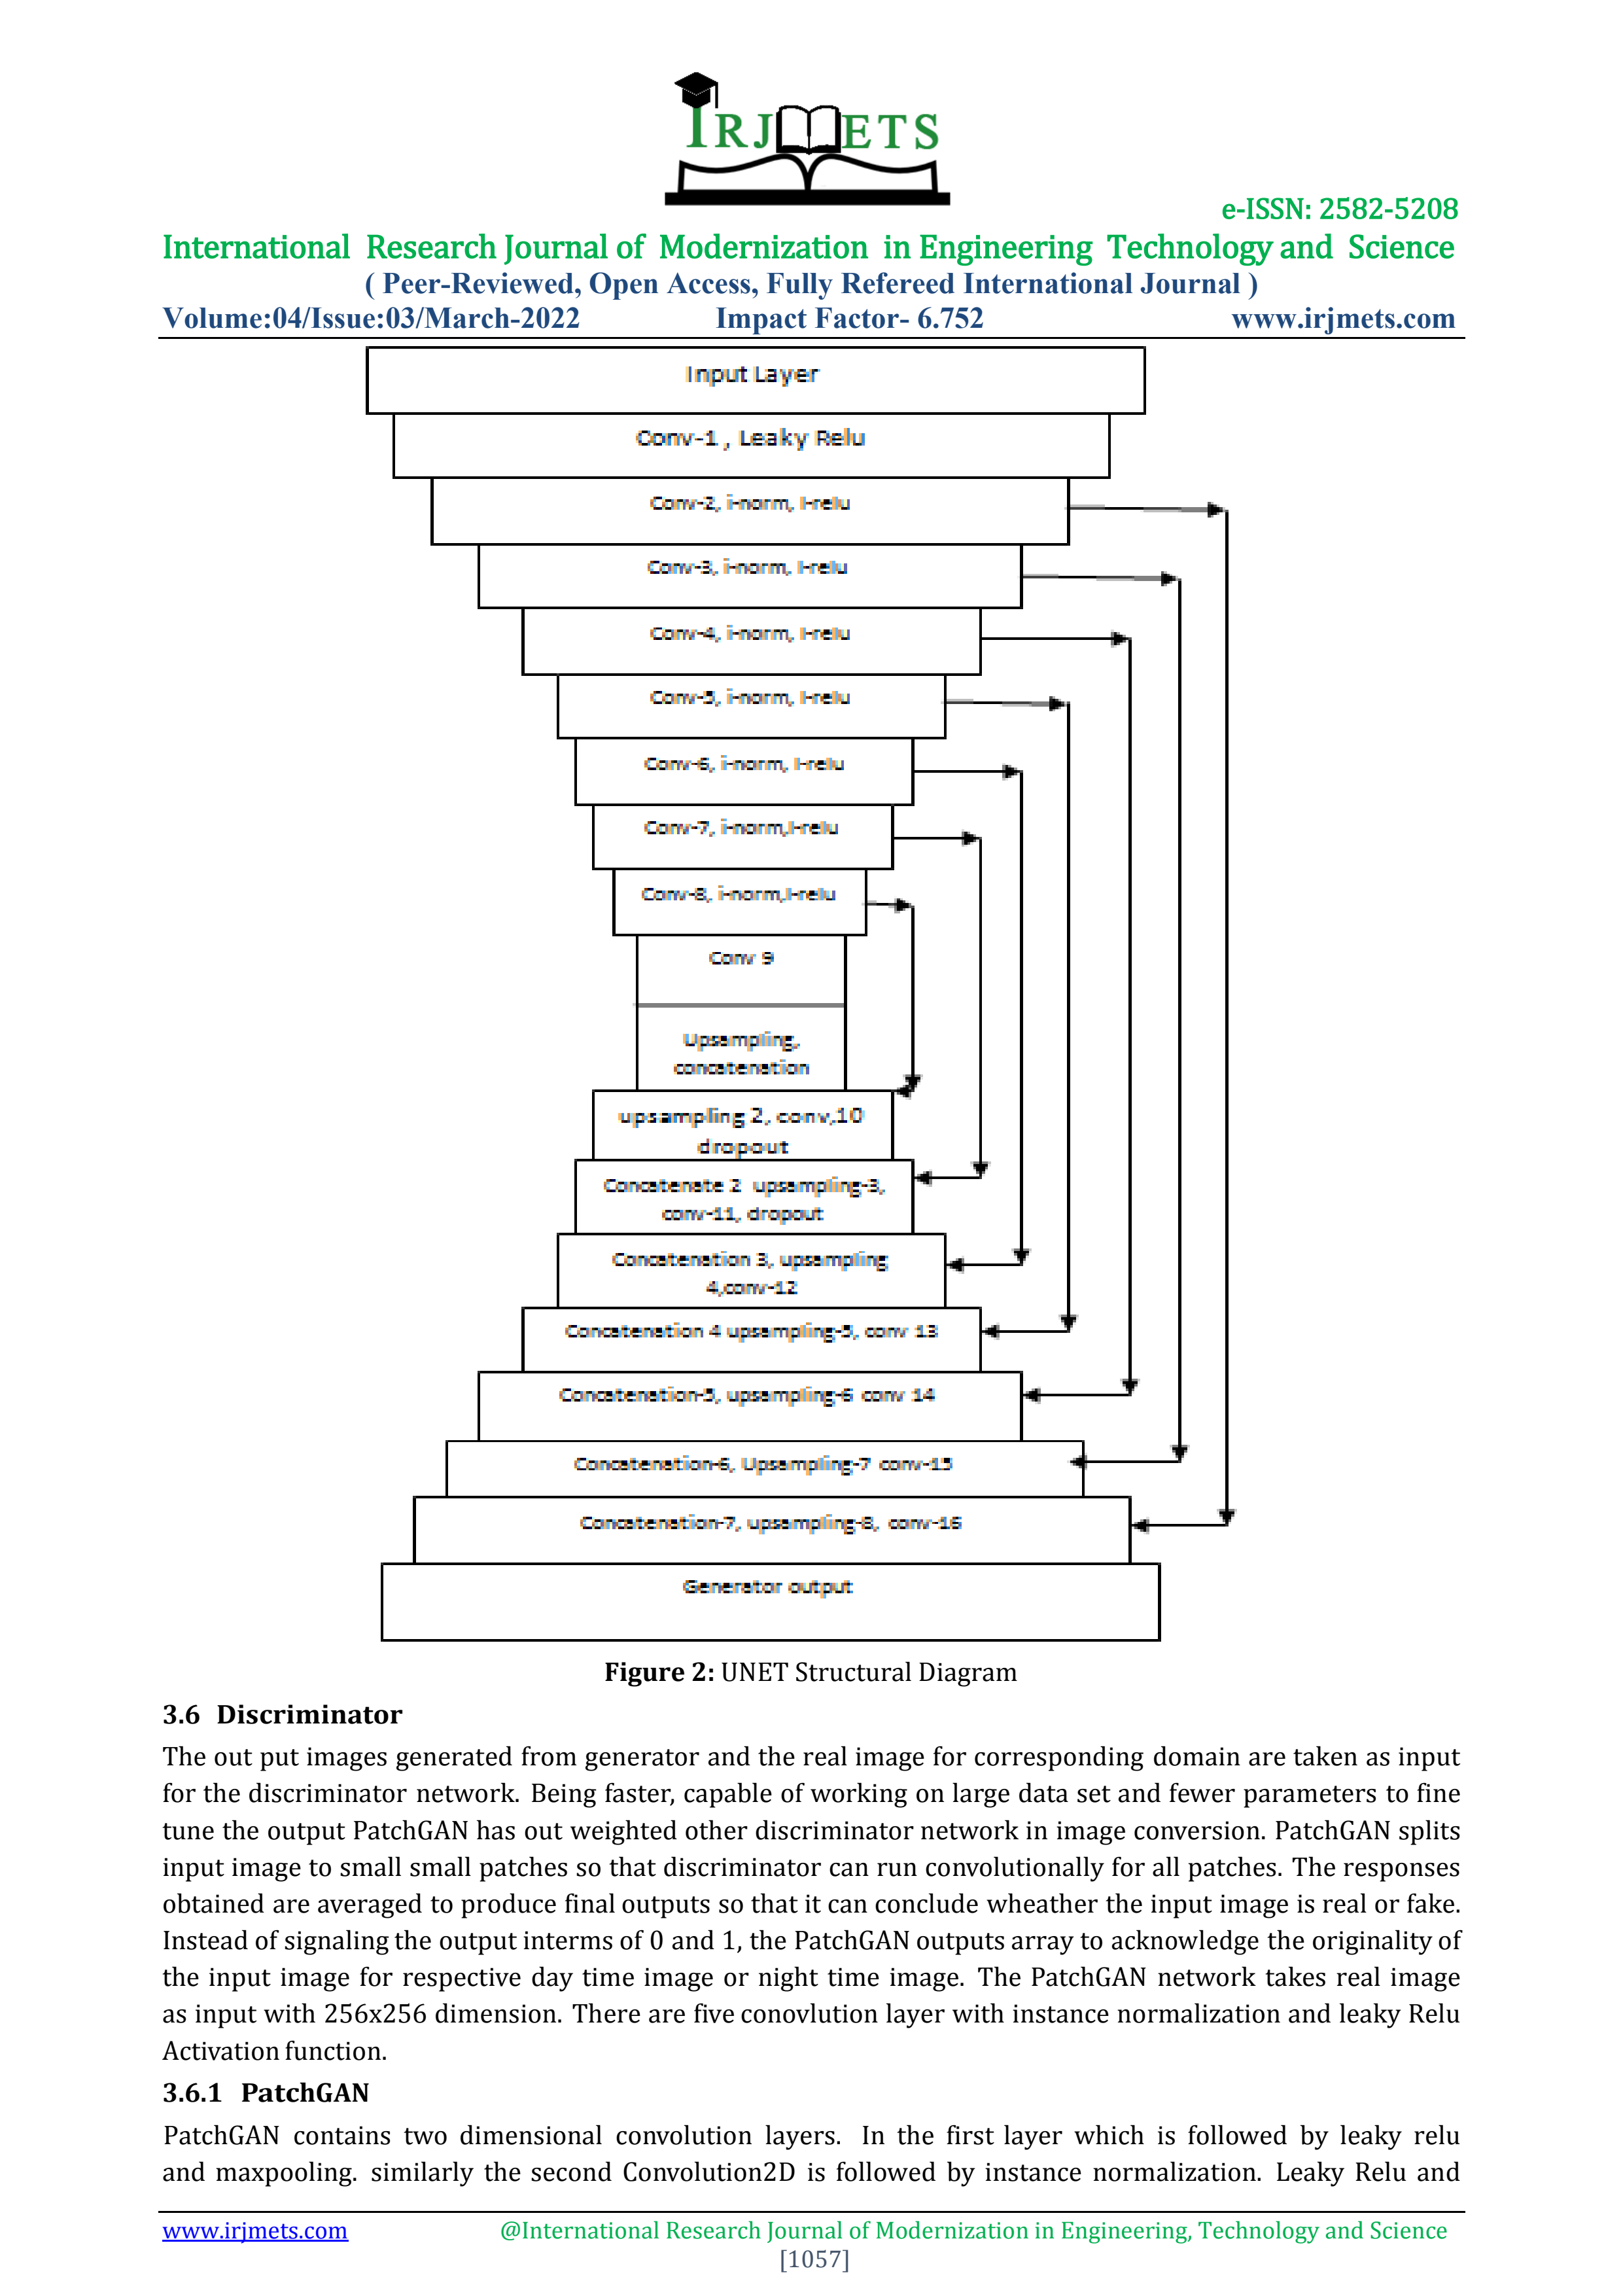 IRJMETS
e-ISSN: 2582-5208
International Research Journal of Modernization in Engineering Technology and Science
( Peer-Reviewed, Open Access, Fully Refereed International Journal )
Volume:04/Issue:03/March-2022 Impact Factor- 6.752 www.irjmets.com
Input Layer
Conv-1 , Leaky Relu
Conv-2, i-norm, l-relu
Conv-3, i-norm, l-relu
Conv-4, i-norm, l-relu
Conv-5, i-norm, l-relu
Conv-6, i-norm, l-relu
Conv-7, i-norm,l-relu
Conv-8, i-norm,l-relu
Conv 9
Upsampling,
concatenation
upsampling 2, conv,10
dropout
Concatenate 2 upsampling-3,
conv-11, dropout
Concatenation 3, upsampling
4,conv-12
Concatenation 4 upsampling-5, conv 13
Concatenation-5, upsampling-6 conv 14
Concatenation-6, Upsampling-7 conv-15
Concatenation-7, upsampling-8, conv-16
Generator output
Figure 2: UNET Structural Diagram
3.6 Discriminator
The out put images generated from generator and the real image for corresponding domain are taken as input
for the discriminator network. Being faster, capable of working on large data set and fewer parameters to fine
tune the output PatchGAN has out weighted other discriminator network in image conversion. PatchGAN splits
input image to small small patches so that discriminator can run convolutionally for all patches. The responses
obtained are averaged to produce final outputs so that it can conclude wheather the input image is real or fake.
Instead of signaling the output interms of 0 and 1, the PatchGAN outputs array to acknowledge the originality of
the input image for respective day time image or night time image. The PatchGAN network takes real image
as input with 256x256 dimension. There are five conovlution layer with instance normalization and leaky Relu
Activation function.
3.6.1 PatchGAN
PatchGAN contains two dimensional convolution layers. In the first layer which is followed by leaky relu
and maxpooling. similarly the second Convolution2D is followed by instance normalization. Leaky Relu and
www.irjmets.com @International Research Journal of Modernization in Engineering, Technology and Science
[1057]